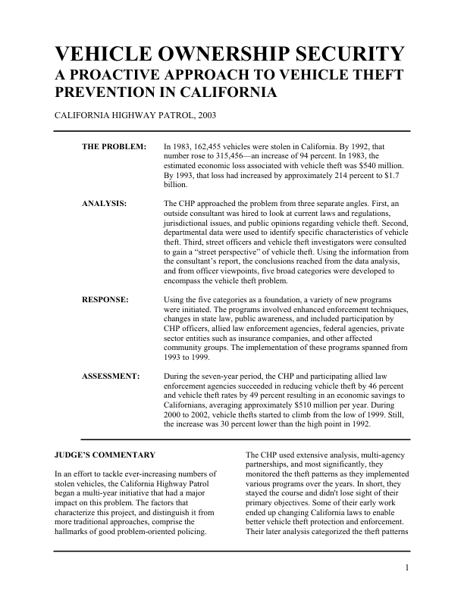 VEHICLE OWNERSHIP SECURITY
A PROACTIVE APPROACH TO VEHICLE THEFT
PREVENTION IN CALIFORNIA
CALIFORNIA HIGHWAY PATROL, 2003
THE PROBLEM:
In 1983, 162,455 vehicles were stolen in California. By 1992, that
number rose to 315,456—an increase of 94 percent. In 1983, the
estimated economic loss associated with vehicle theft was $540 million.
By 1993, that loss had increased by approximately 214 percent to $1.7
billion.
ANALYSIS:
The CHP approached the problem from three separate angles. First, an
outside consultant was hired to look at current laws and regulations,
jurisdictional issues, and public opinions regarding vehicle theft. Second,
departmental data were used to identify specific characteristics of vehicle
theft. Third, street officers and vehicle theft investigators were consulted
to gain a “street perspective” of vehicle theft. Using the information from
the consultant's report, the conclusions reached from the data analysis,
and from officer viewpoints, five broad categories were developed to
encompass the vehicle theft problem.
RESPONSE:
Using the five categories as a foundation, a variety of new programs
were initiated. The programs involved enhanced enforcement techniques,
changes in state law, public awareness, and included participation by
CHP officers, allied law enforcement agencies, federal agencies, private
sector entities such as insurance companies, and other affected
community groups. The implementation of these programs spanned from
1993 to 1999.
ASSESSMENT:
During the seven-year period, the CHP and participating allied law
enforcement agencies succeeded in reducing vehicle theft by 46 percent
and vehicle theft rates by 49 percent resulting in an economic savings to
Californians, averaging approximately $510 million per year. During
2000 to 2002, vehicle thefts started to climb from the low of 1999. Still,
the increase was 30 percent lower than the high point in 1992.
JUDGE'S COMMENTARY
In an effort to tackle ever-increasing numbers of
stolen vehicles, the California Highway Patrol
began a multi-year initiative that had a major
impact on this problem. The factors that
characterize this project, and distinguish it from
more traditional approaches, comprise the
hallmarks of good problem-oriented policing.
The CHP used extensive analysis, multi-agency
partnerships, and most significantly, they
monitored the theft patterns as they implemented
various programs over the years. In short, they
stayed the course and didn't lose sight of their
primary objectives. Some of their early work
ended up changing California laws to enable
better vehicle theft protection and enforcement.
Their later analysis categorized the theft patterns
1